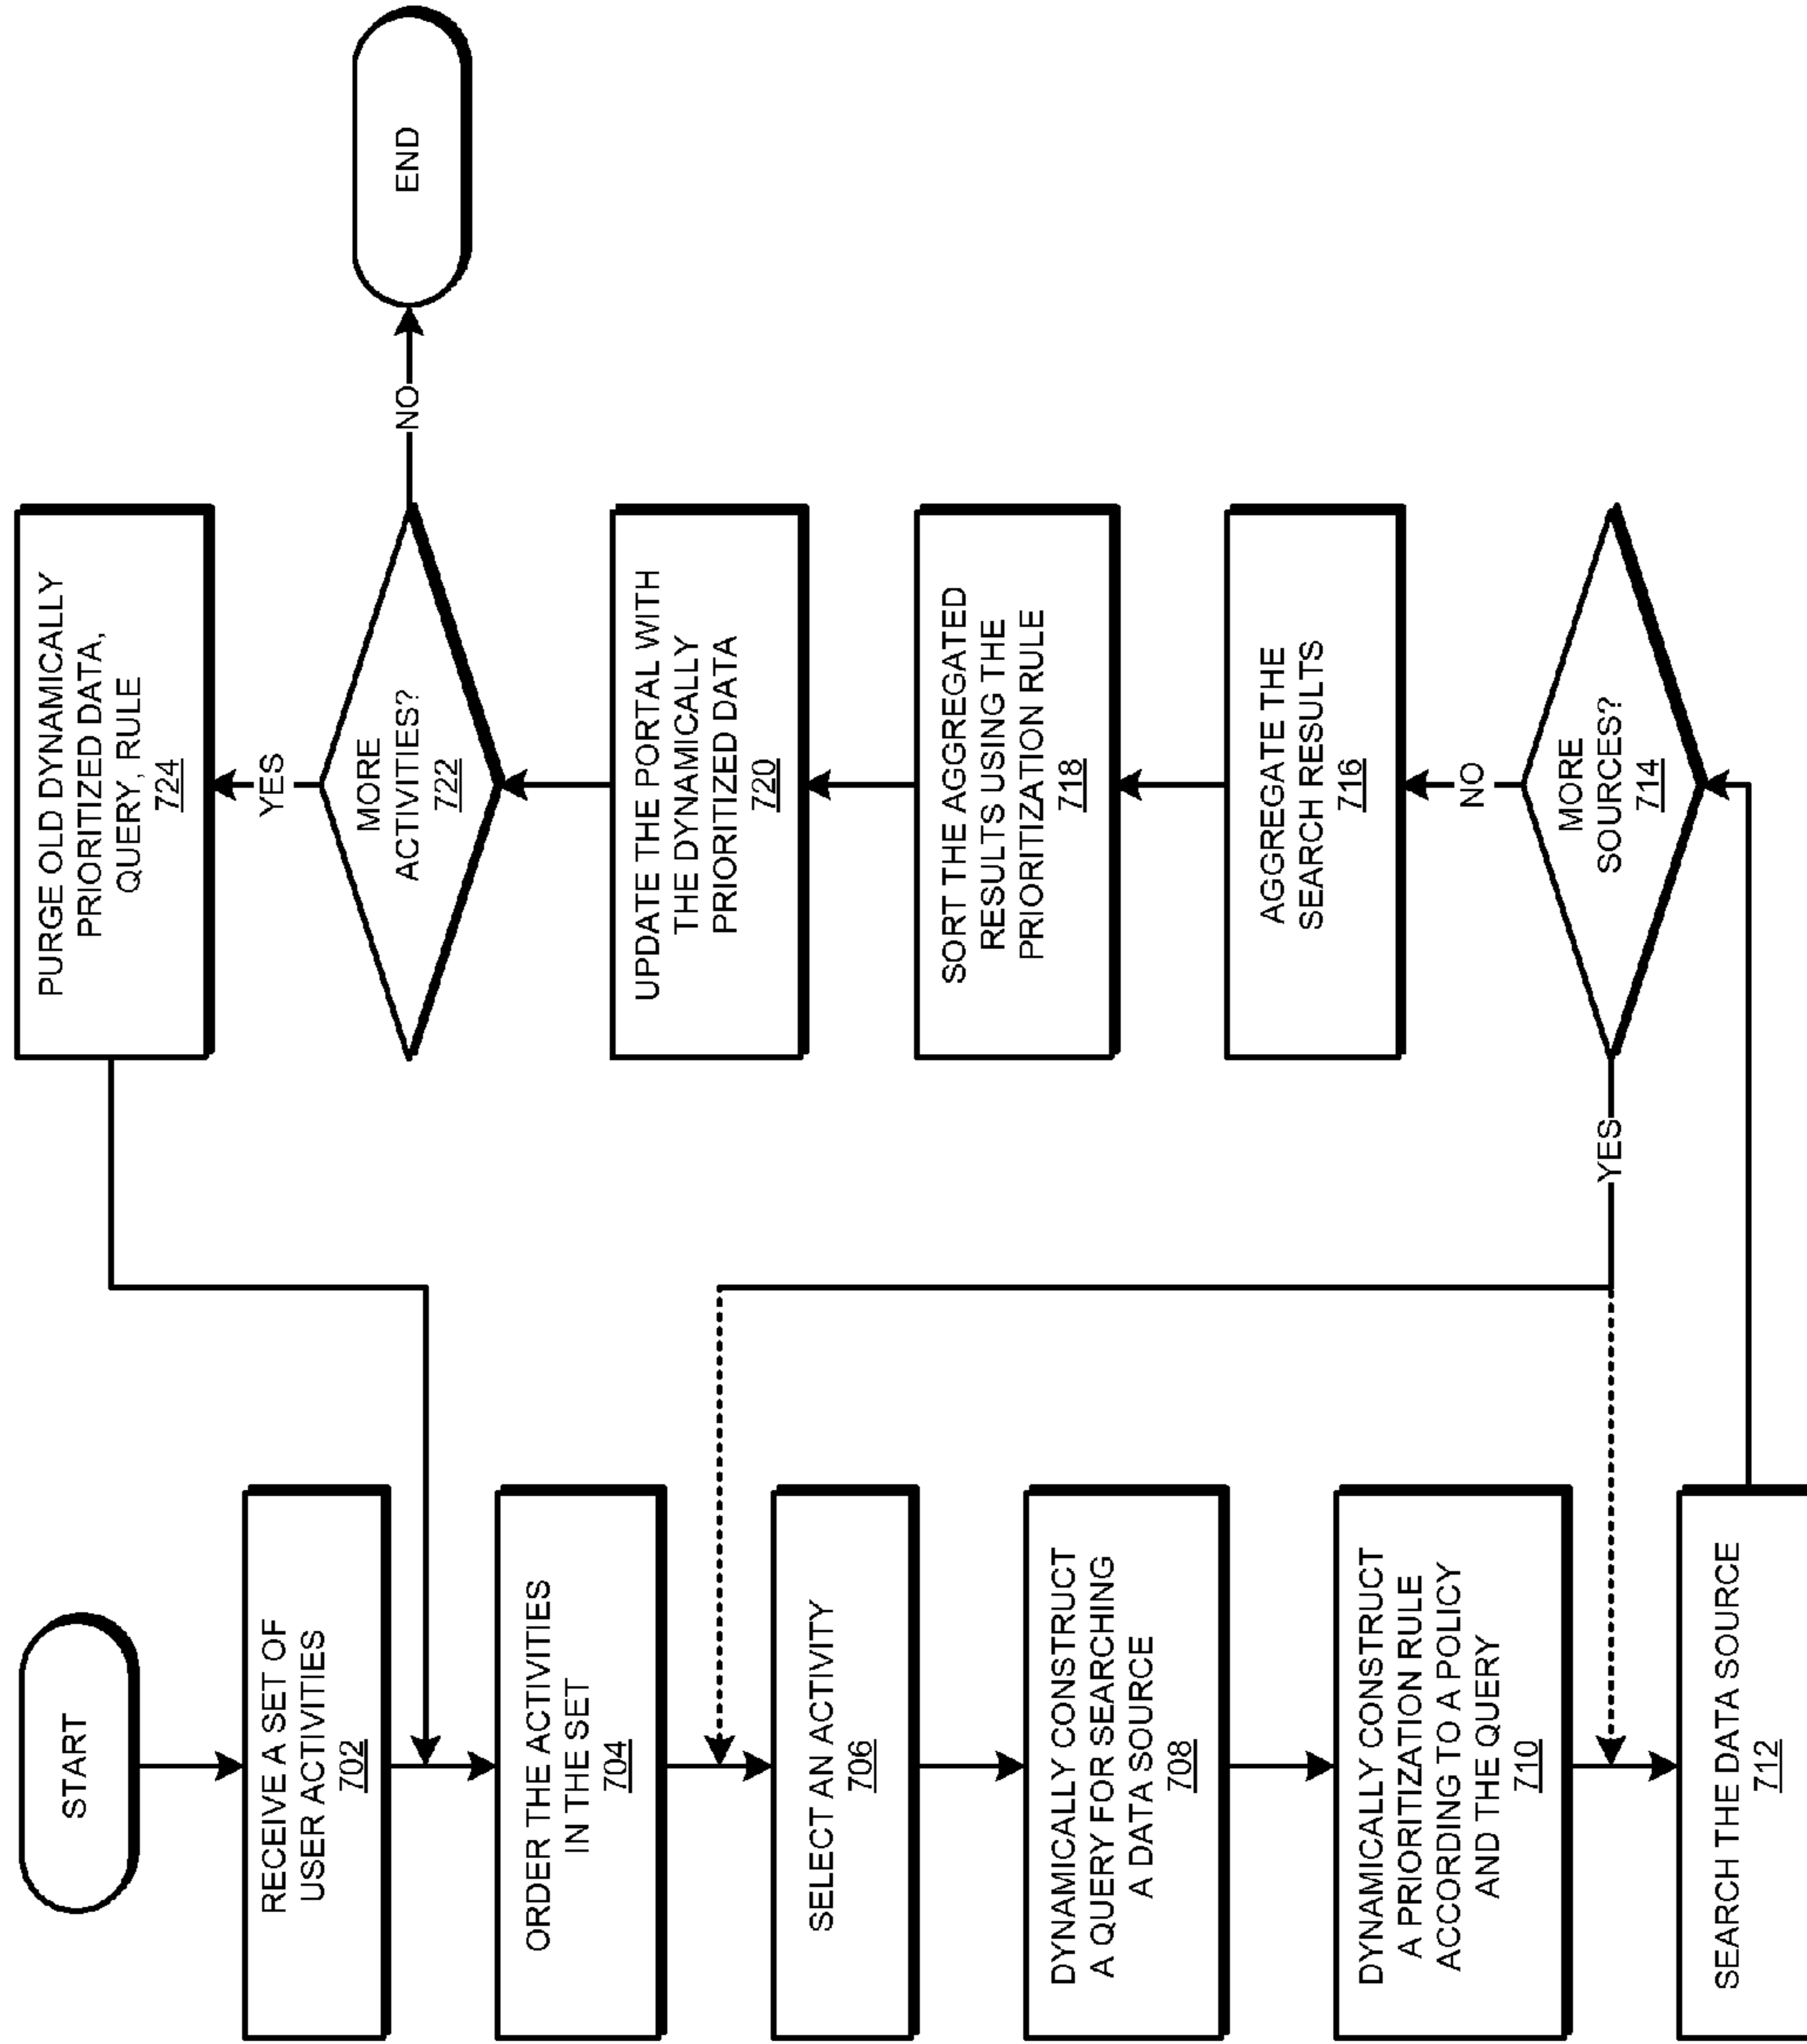 START
RECEIVE A SET OF
USER ACTIVITIES
702
ORDER THE ACTIVITIES
IN THE SET
704
SELECT AN ACTIVITY
706
DYNAMICALLY CONSTRUCT
A QUERY FOR SEARCHING
A DATA SOURCE
708
DYNAMICALLY CONSTRUCT
A PRIORITIZATION RULE
ACCORDING TO A POLICY
AND THE QUERY
710
SEARCH THE DATA SOURCE
712
MORE
SOURCES?
714
YES
NO
AGGREGATE THE
SEARCH RESULTS
716
SORT THE AGGREGATED
RESULTS USING THE
PRIORITIZATION RULE
718
UPDATE THE PORTAL WITH
THE DYNAMICALLY
PRIORITIZED DATA
720
MORE
ACTIVITIES?
722
YES
NO
PURGE OLD DYNAMICALLY
PRIORITIZED DATA,
QUERY, RULE
724
END